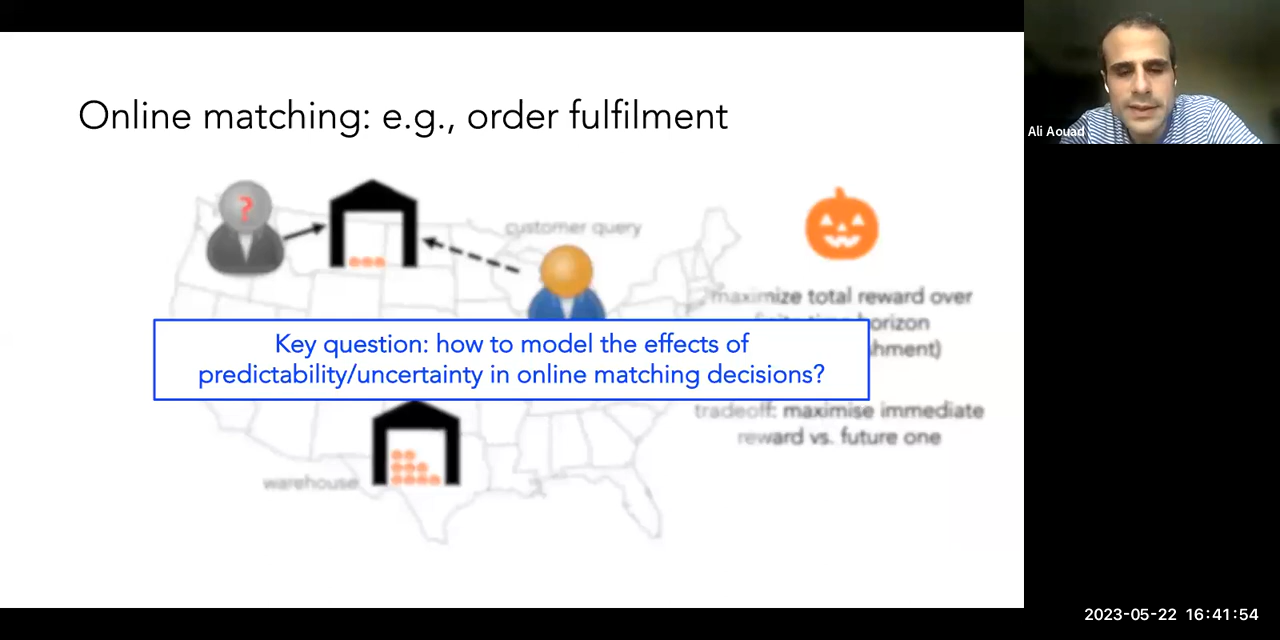 Online matching: e.g., order fulfilment
?
customer query
maximize total reward over
orizon
hment)
Key question: how to model the effects of
predictability/uncertainty in online matching decisions?
tradeoff: maximise immediate
reward vs. future one
warehouse
Ali Aouad
2023-05-22 16:41:54